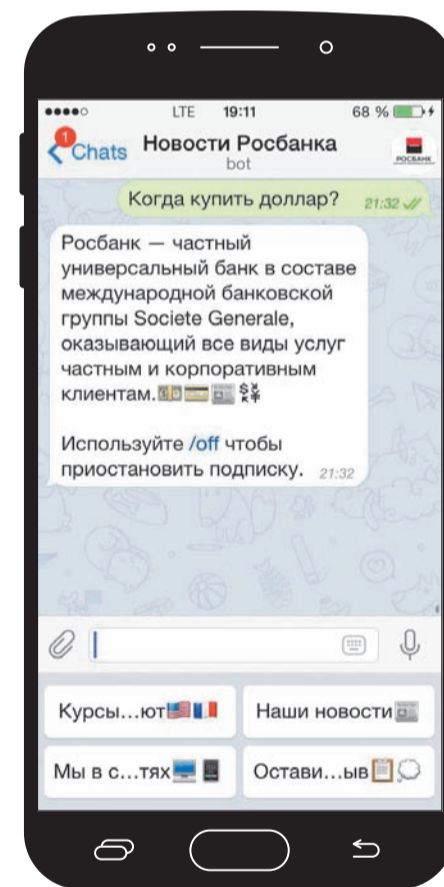 LTE 19:11 68 %
1
Chats Новости Росбанка
bot
РОСБАНК
Когда купить доллар? 21:32
Росбанк — частный
универсальный банк в составе
международной банковской
группы Societe Generale,
оказывающий все виды услуг
частным и корпоративным
клиентам.💵💳📰💱
Используйте /off чтобы
приостановить подписку. 21:32
Курсы...ют🇺🇸🇫🇷 Наши новости📰
Мы в с...тях🖥📱 Остави...ыв📋💭